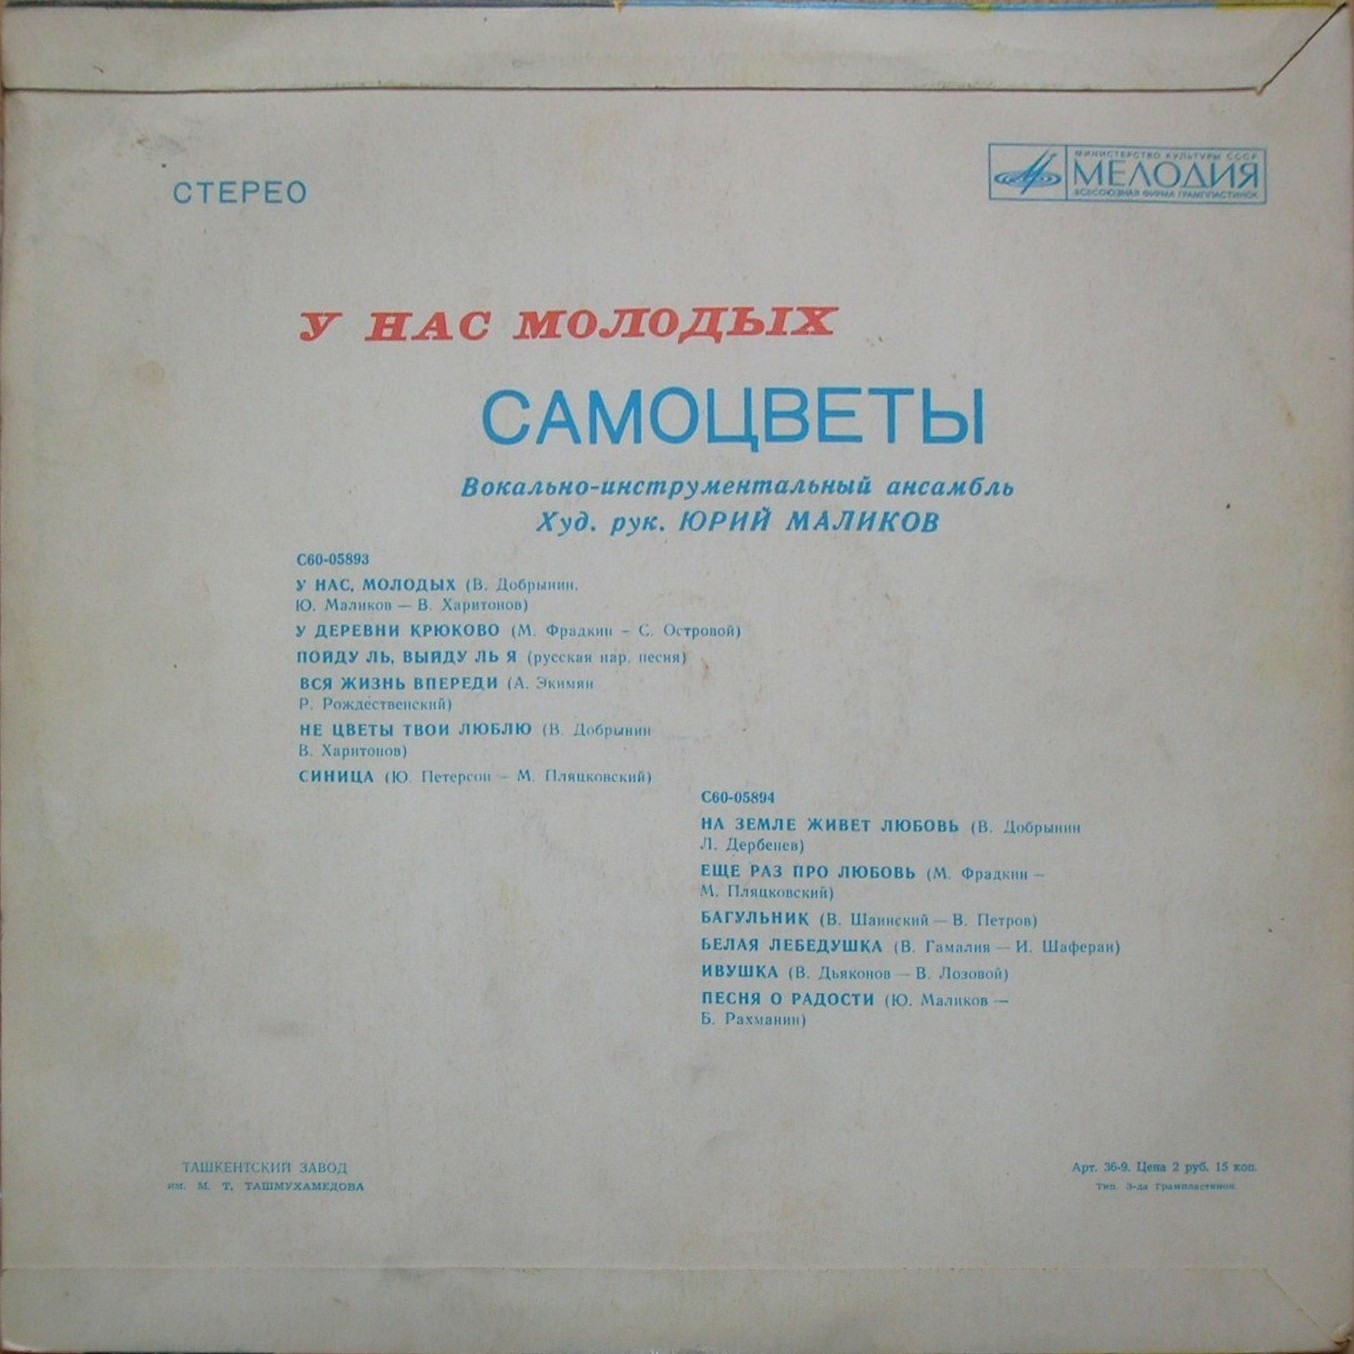 СТЕРЕО
МИНИСТЕРСТВО КУЛЬТУРЫ СССР
МЕЛОДИЯ
ВСЕСОЮЗНАЯ ФИРМА ГРАМПЛАСТИНОК
У НАС МОЛОДЫХ
САМОЦВЕТЫ
Вокально-инструментальный ансамбль
Худ. рук. ЮРИЙ МАЛИКОВ
С60-05893
У НАС, МОЛОДЫХ (В. Добрынин,
Ю. Маликов — В. Харитонов)
У ДЕРЕВНИ КРЮКОВО (М. Фрадкин – С. Островой)
ПОЙДУ ЛЬ, ВЫЙДУ ЛЬ Я (русская нар. песня)
ВСЯ ЖИЗНЬ ВПЕРЕДИ (А. Экимян
Р. Рождественский)
НЕ ЦВЕТЫ ТВОИ ЛЮБЛЮ (В. Добрынин
В. Харитонов)
СИНИЦА (Ю. Петерсон – М. Пляцковский)
С60-05894
НА ЗЕМЛЕ ЖИВЕТ ЛЮБОВЬ (В. Добрынин
Л. Дербенев)
ЕЩЕ РАЗ ПРО ЛЮБОВЬ (М. Фрадкин —
М. Пляцковский)
БАГУЛЬНИК (В. Шаинский — В. Петров)
БЕЛАЯ ЛЕБЕДУШКА (В. Гамалия — И. Шаферан)
ИВУШКА (В. Дьяконов — В. Лозовой)
ПЕСНЯ О РАДОСТИ (Ю. Маликов —
Б. Рахманин)
ТАШКЕНТСКИЙ ЗАВОД
им. М. Т. ТАШМУХАМЕДОВА
Арт. 36-9. Цена 2 руб. 15 коп.
Тип. З-да Грампластинок